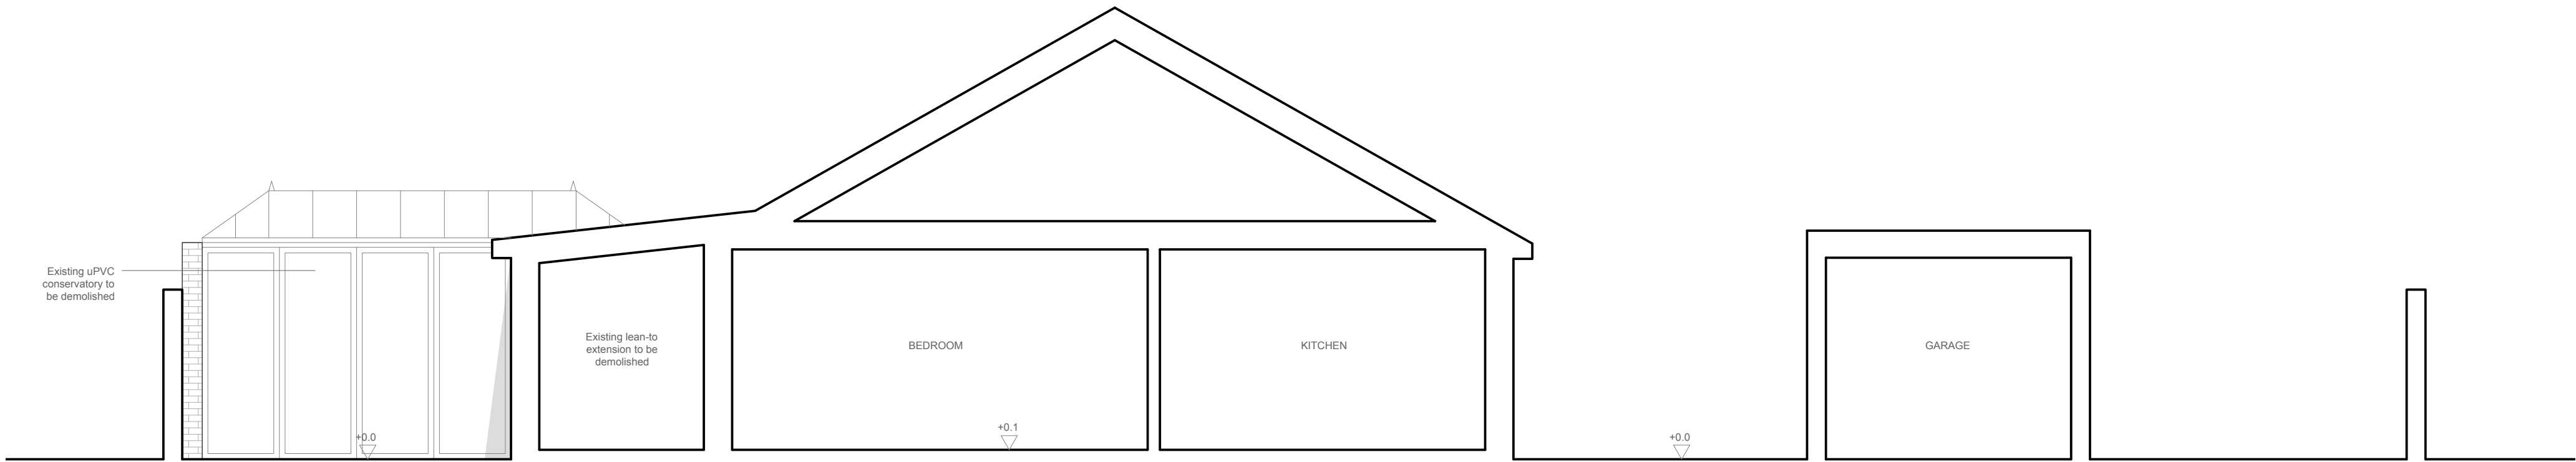 Existing uPVC
conservatory to
be demolished
+0.0
Existing lean-to
extension to be
demolished
BEDROOM
+0.1
KITCHEN
+0.0
GARAGE